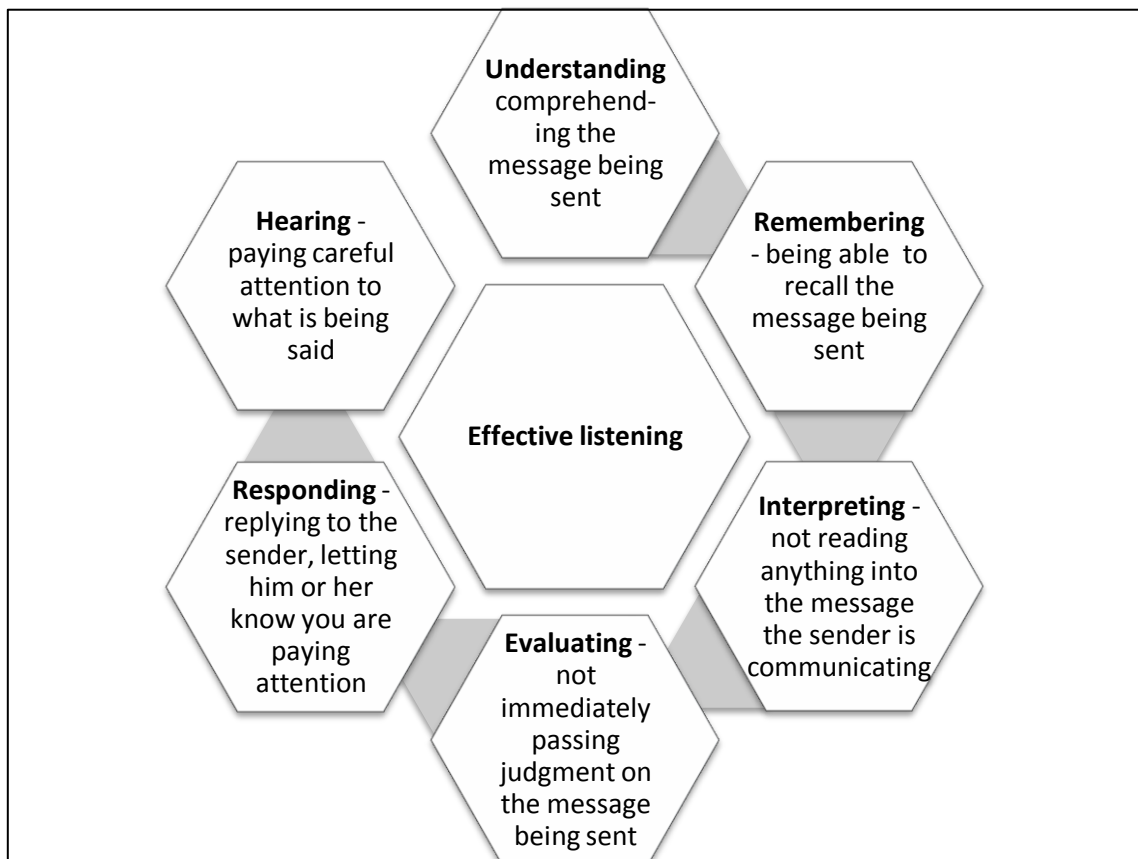 Understanding
comprehend-
ing the
message being
sent
Hearing -
paying careful
attention to
what is being
said
Remembering
- being able to
recall the
message being
sent
Effective listening
Responding -
replying to the
sender, letting
him or her
know you are
paying
attention
Interpreting -
not reading
anything into
the message
the sender is
communicating
Evaluating -
not
immediately
passing
judgment on
the message
being sent